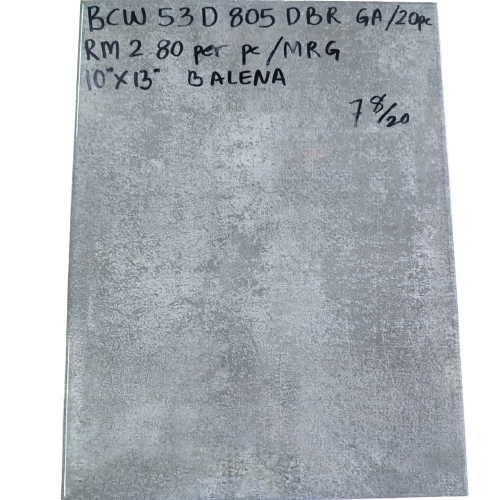 BCW 53D 805 DBR GA/20pc
RM 2 80 per pc/MRG
10"X13" BALENA
7 8/20